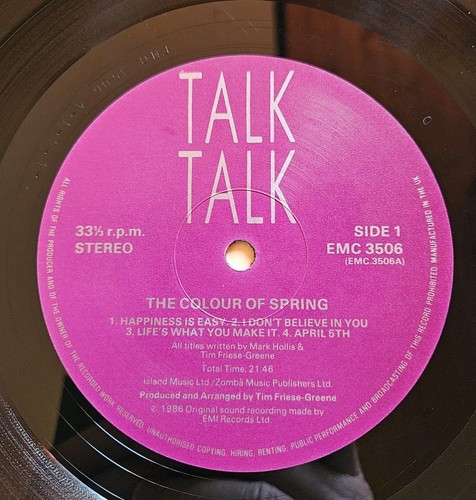 TALK
TALK
33⅓ r.p.m.
STEREO
SIDE 1
EMC 3506
(EMC.3506A)
THE COLOUR OF SPRING
1. HAPPINESS IS EASY. 2. I DON'T BELIEVE IN YOU
3. LIFE'S WHAT YOU MAKE IT. 4. APRIL 5TH
All titles written by Mark Hollis &
Tim Friese-Greene
Total Time: 21.46
Island Music Ltd./Zomba Music Publishers Ltd.
Produced and Arranged by Tim Friese-Greene
℗ 1986 Original sound recording made by
EMI Records Ltd.
ALL RIGHTS OF THE PRODUCER AND OF THE OWNER OF THE RECORDED WORK RESERVED. UNAUTHORISED COPYING, HIRING, RENTING, PUBLIC PERFORMANCE AND BROADCASTING OF THIS RECORD PROHIBITED. MANUFACTURED IN THE UK